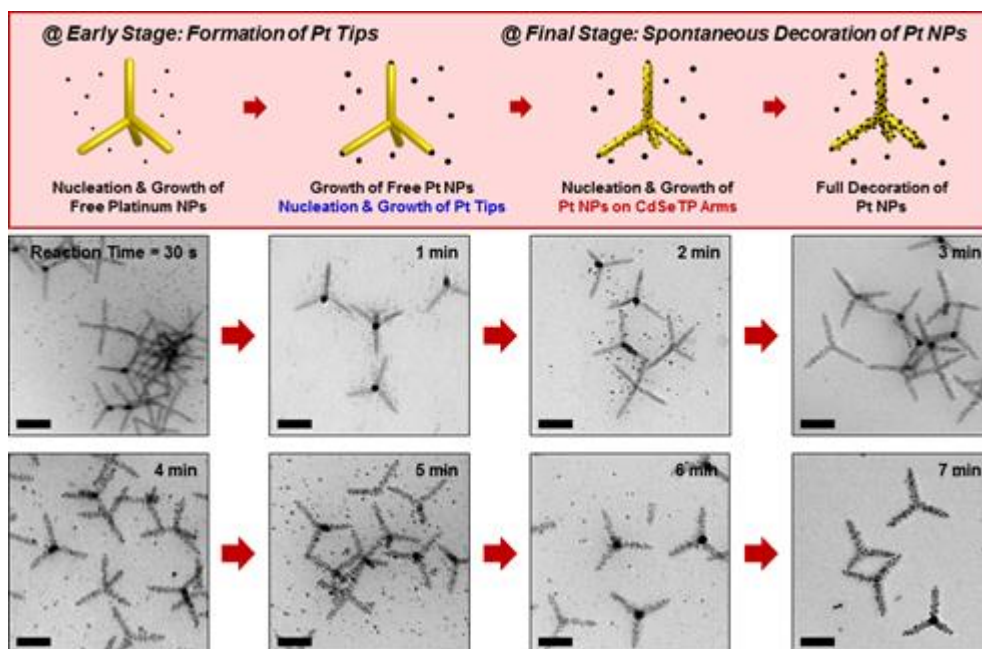 @ Early Stage: Formation of Pt Tips
@ Final Stage: Spontaneous Decoration of Pt NPs
Nucleation & Growth of
Free Platinum NPs
Growth of Free Pt NPs
Nucleation & Growth of Pt Tips
Nucleation & Growth of
Pt NPs on CdSe TP Arms
Full Decoration of
Pt NPs
Reaction Time = 30 s
1 min
2 min
3 min
4 min
5 min
6 min
7 min